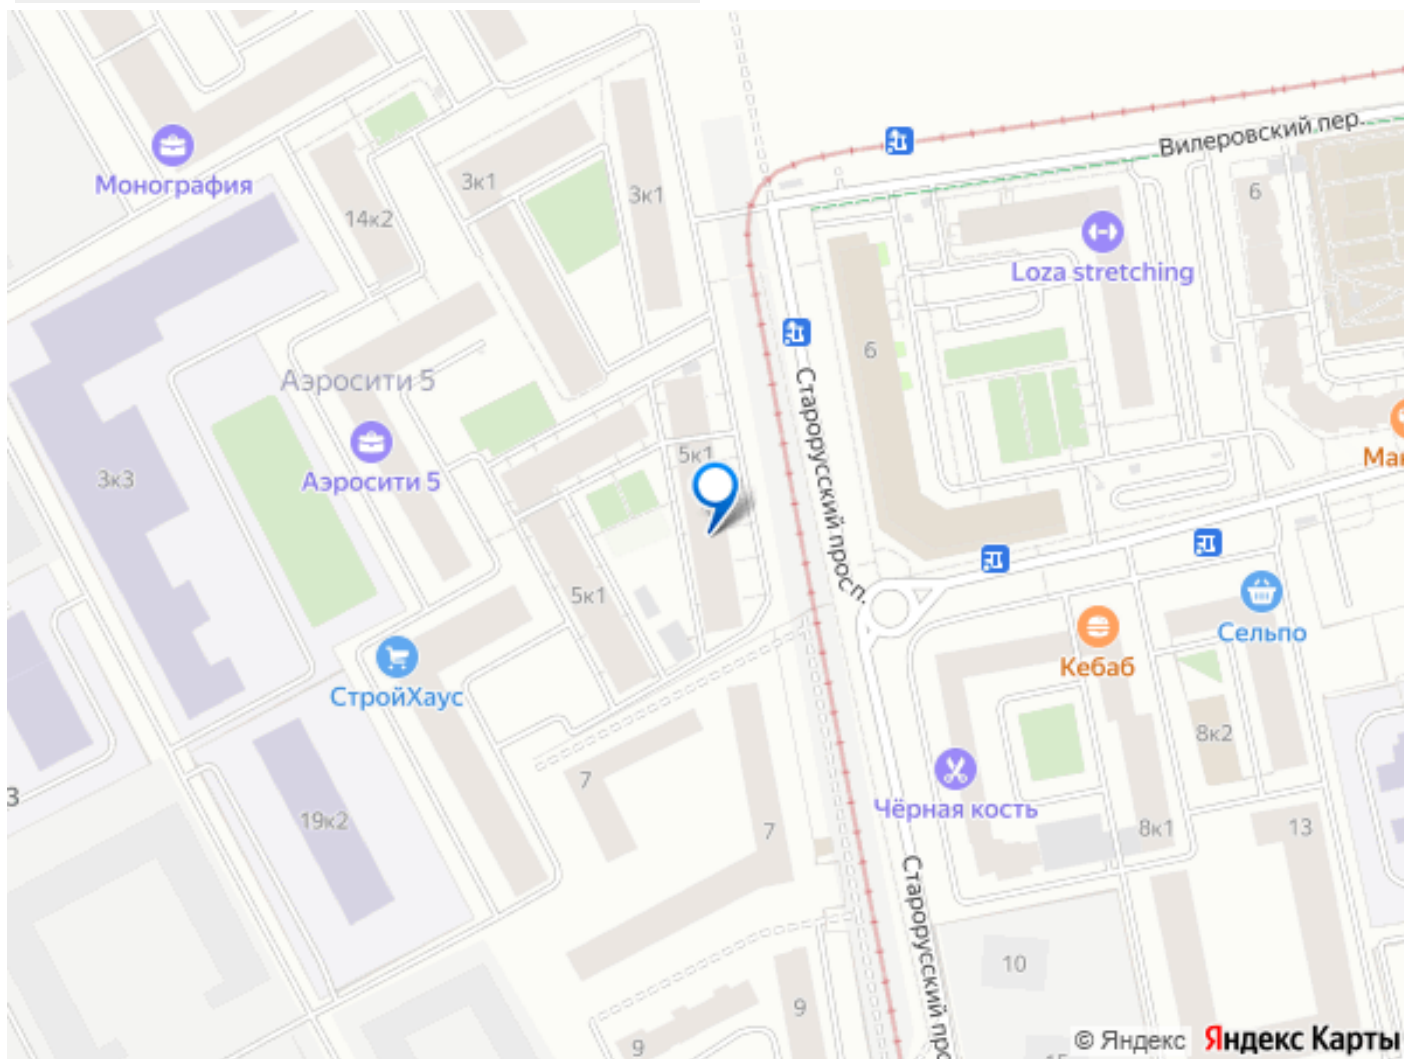 Вилеровский пер.
Монография
3к1
3к1
14к2
6
Loza stretching
6
Аэросити 5
Аэросити 5
Старорусский просп.
5к1
3к3
5к1
Сельпо
Кебаб
СтройХаус
8к2
7
3
19к2
7
Чёрная кость
8к1
13
Старорусский про
10
9
9
© Яндекс Яндекс Карты